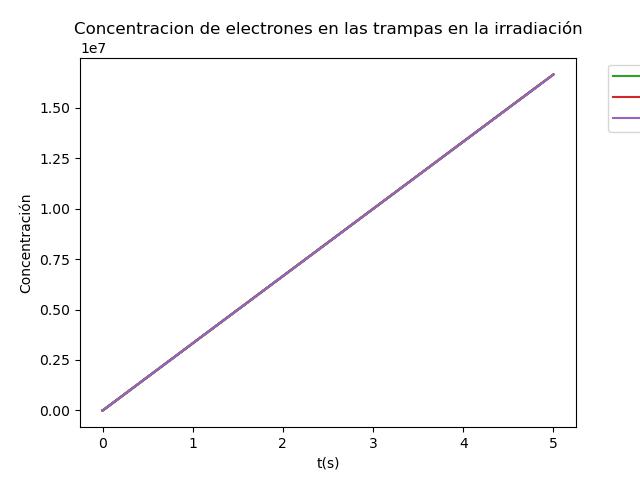 Concentracion de electrones en las trampas en la irradiación
1e7
1.50
1.25
1.00
0.75
0.50
0.25
0.00
Concentración
0 1 2 3 4 5
t(s)